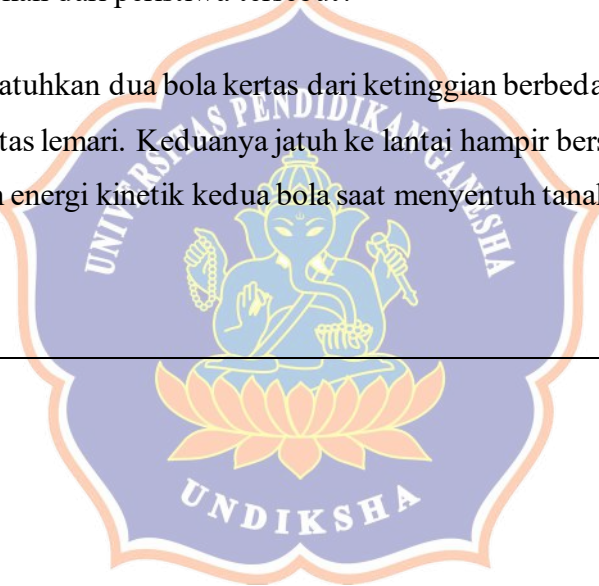 atuhkan dua bola kertas dari ketinggian berbeda
tas lemari. Keduanya jatuh ke lantai hampir bers
energi kinetik kedua bola saat menyentuh tanal
UNIVERSITAS PENDIDIKAN GANESHA
UNDIKSHA